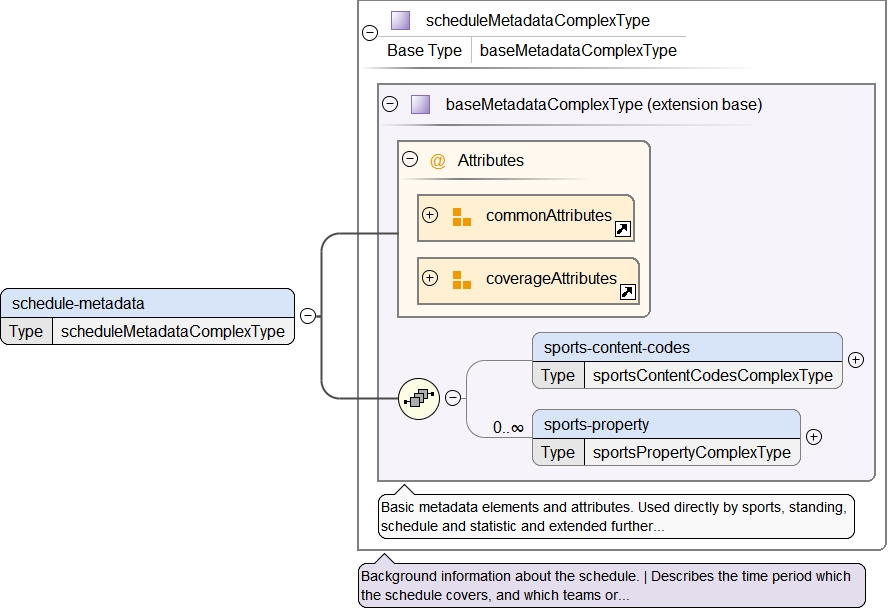 scheduleMetadataComplexType
Base Type baseMetadataComplexType
baseMetadataComplexType (extension base)
@ Attributes
commonAttributes
coverageAttributes
schedule-metadata
Type scheduleMetadataComplexType
sports-content-codes
Type sportsContentCodesComplexType
0..∞
sports-property
Type sportsPropertyComplexType
Basic metadata elements and attributes. Used directly by sports, standing,
schedule and statistic and extended further...
Background information about the schedule. | Describes the time period which
the schedule covers, and which teams or...